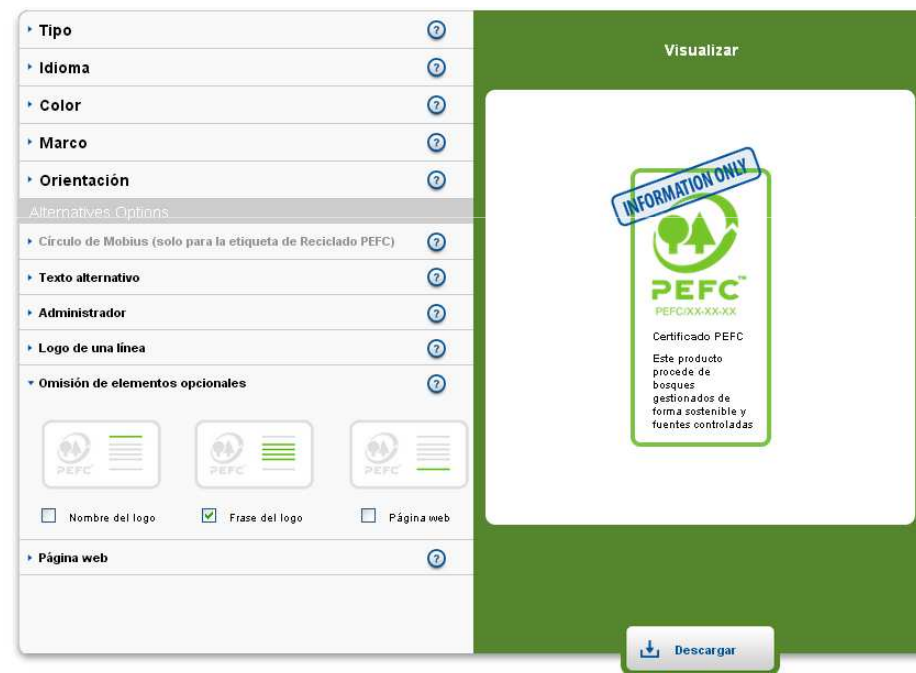 Tipo
Idioma
Color
Marco
Orientación
Alternatives Options
Círculo de Mobius (solo para la etiqueta de Reciclado PEFC)
Texto alternativo
Administrador
Logo de una línea
Omisión de elementos opcionales
PEFC
PEFC
PEFC
Nombre del logo
Frase del logo
Página web
Página web
Visualizar
INFORMATION ONLY
PEFC™
PEFC/XX-XX-XX
Certificado PEFC
Este producto
procede de
bosques
gestionados de
forma sostenible y
fuentes controladas
Descargar